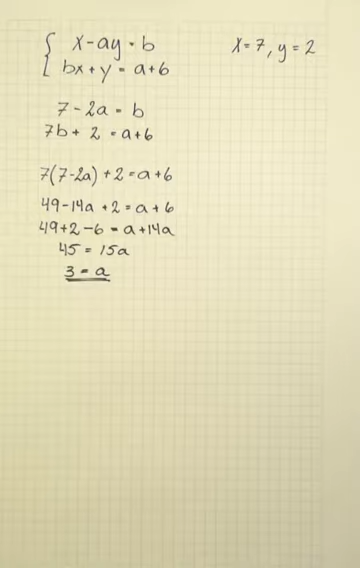 x - ay = b x = 7, y = 2
bx + y = a + 6
7 - 2a = b
7b + 2 = a + 6
7(7 - 2a) + 2 = a + 6
49 - 14a + 2 = a + 6
49 + 2 - 6 = a + 14a
45 = 15a
3 = a